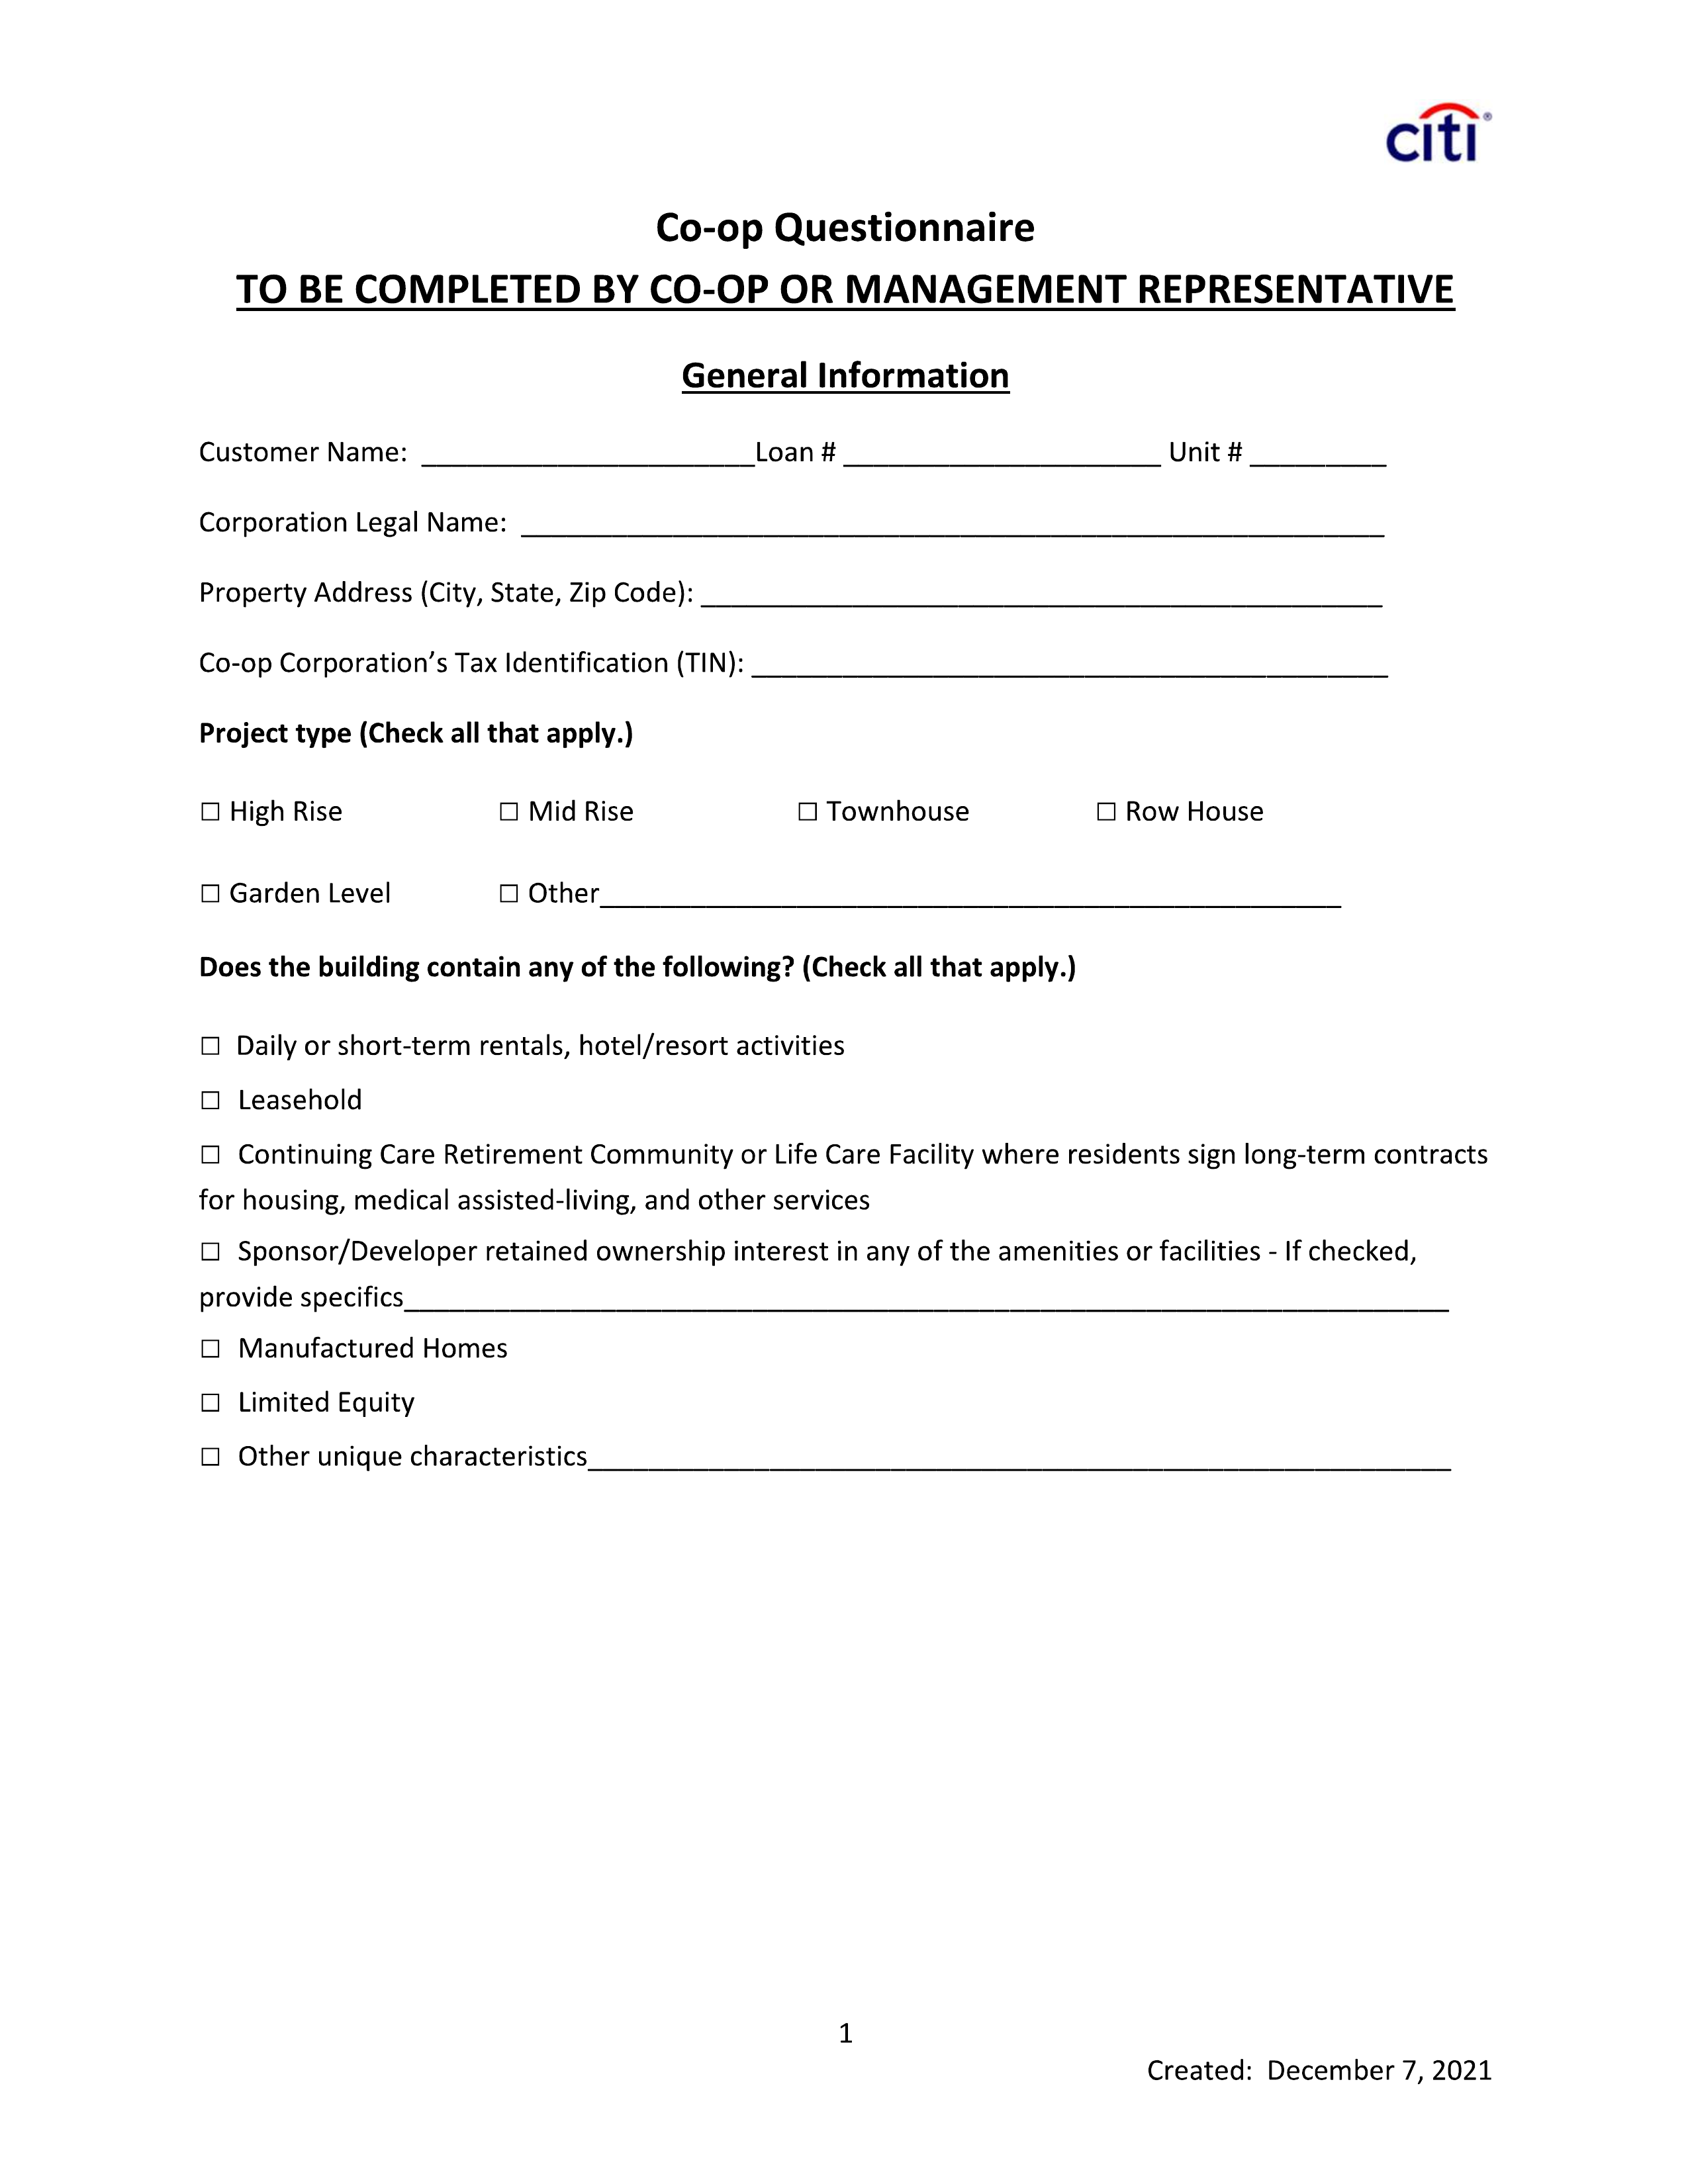 citi®
Co-op Questionnaire
TO BE COMPLETED BY CO-OP OR MANAGEMENT REPRESENTATIVE
General Information
Customer Name: ______________________Loan # _____________________ Unit # _________
Corporation Legal Name: _________________________________________________________
Property Address (City, State, Zip Code): _____________________________________________
Co-op Corporation’s Tax Identification (TIN): __________________________________________
Project type (Check all that apply.)
☐ High Rise ☐ Mid Rise ☐ Townhouse ☐ Row House
☐ Garden Level ☐ Other_________________________________________________
Does the building contain any of the following? (Check all that apply.)
☐ Daily or short-term rentals, hotel/resort activities
☐ Leasehold
☐ Continuing Care Retirement Community or Life Care Facility where residents sign long-term contracts
for housing, medical assisted-living, and other services
☐ Sponsor/Developer retained ownership interest in any of the amenities or facilities - If checked,
provide specifics_____________________________________________________________________
☐ Manufactured Homes
☐ Limited Equity
☐ Other unique characteristics_________________________________________________________
1
Created: December 7, 2021